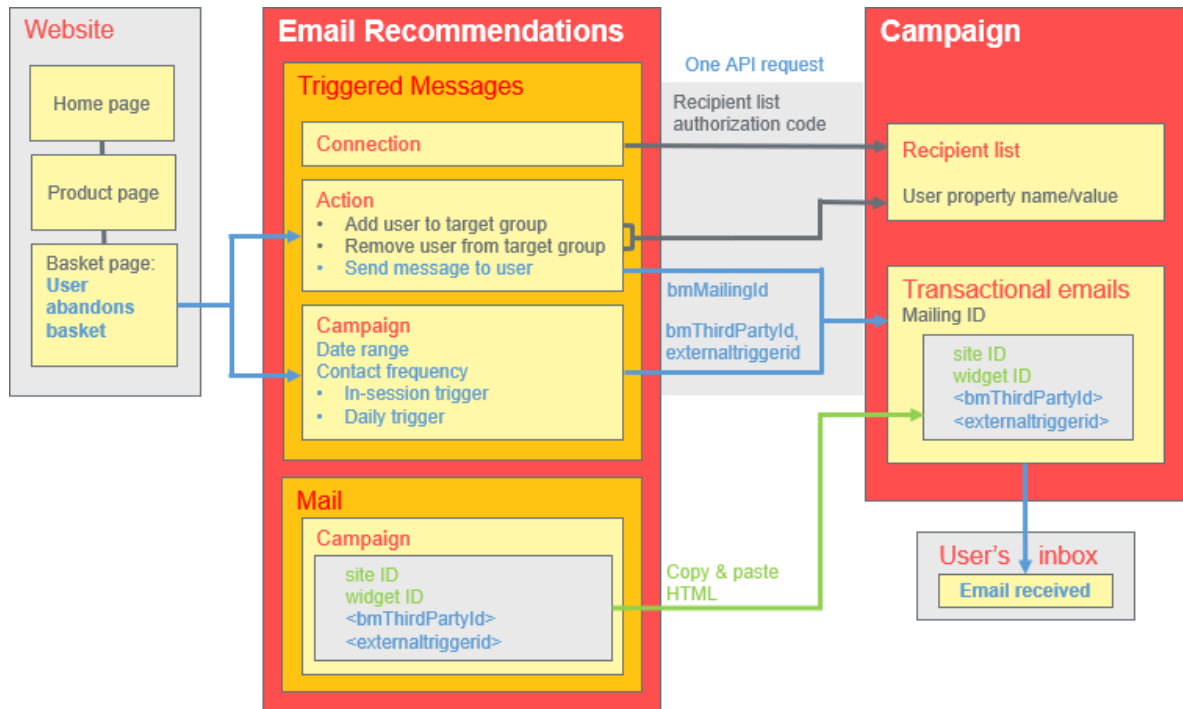 Website
Home page
Product page
Basket page:
User
abandons
basket
Email Recommendations
Triggered Messages
Connection
Action
• Add user to target group
• Remove user from target group
• Send message to user
Campaign
Date range
Contact frequency
• In-session trigger
• Daily trigger
Mail
Campaign
site ID
widget ID
<bmThirdPartyId>
<externaltriggerid>
One API request
Recipient list
authorization code
bmMailingId
bmThirdPartyId,
externaltriggerid
Copy & paste
HTML
Campaign
Recipient list
User property name/value
Transactional emails
Mailing ID
site ID
widget ID
<bmThirdPartyId>
<externaltriggerid>
User's inbox
Email received